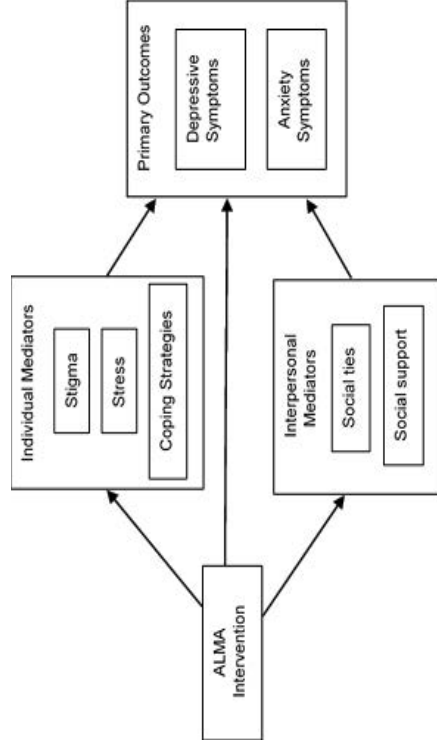 ALMA
Intervention
Individual Mediators
Stigma
Stress
Coping Strategies
Interpersonal
Mediators
Social ties
Social support
Primary Outcomes
Depressive
Symptoms
Anxiety
Symptoms